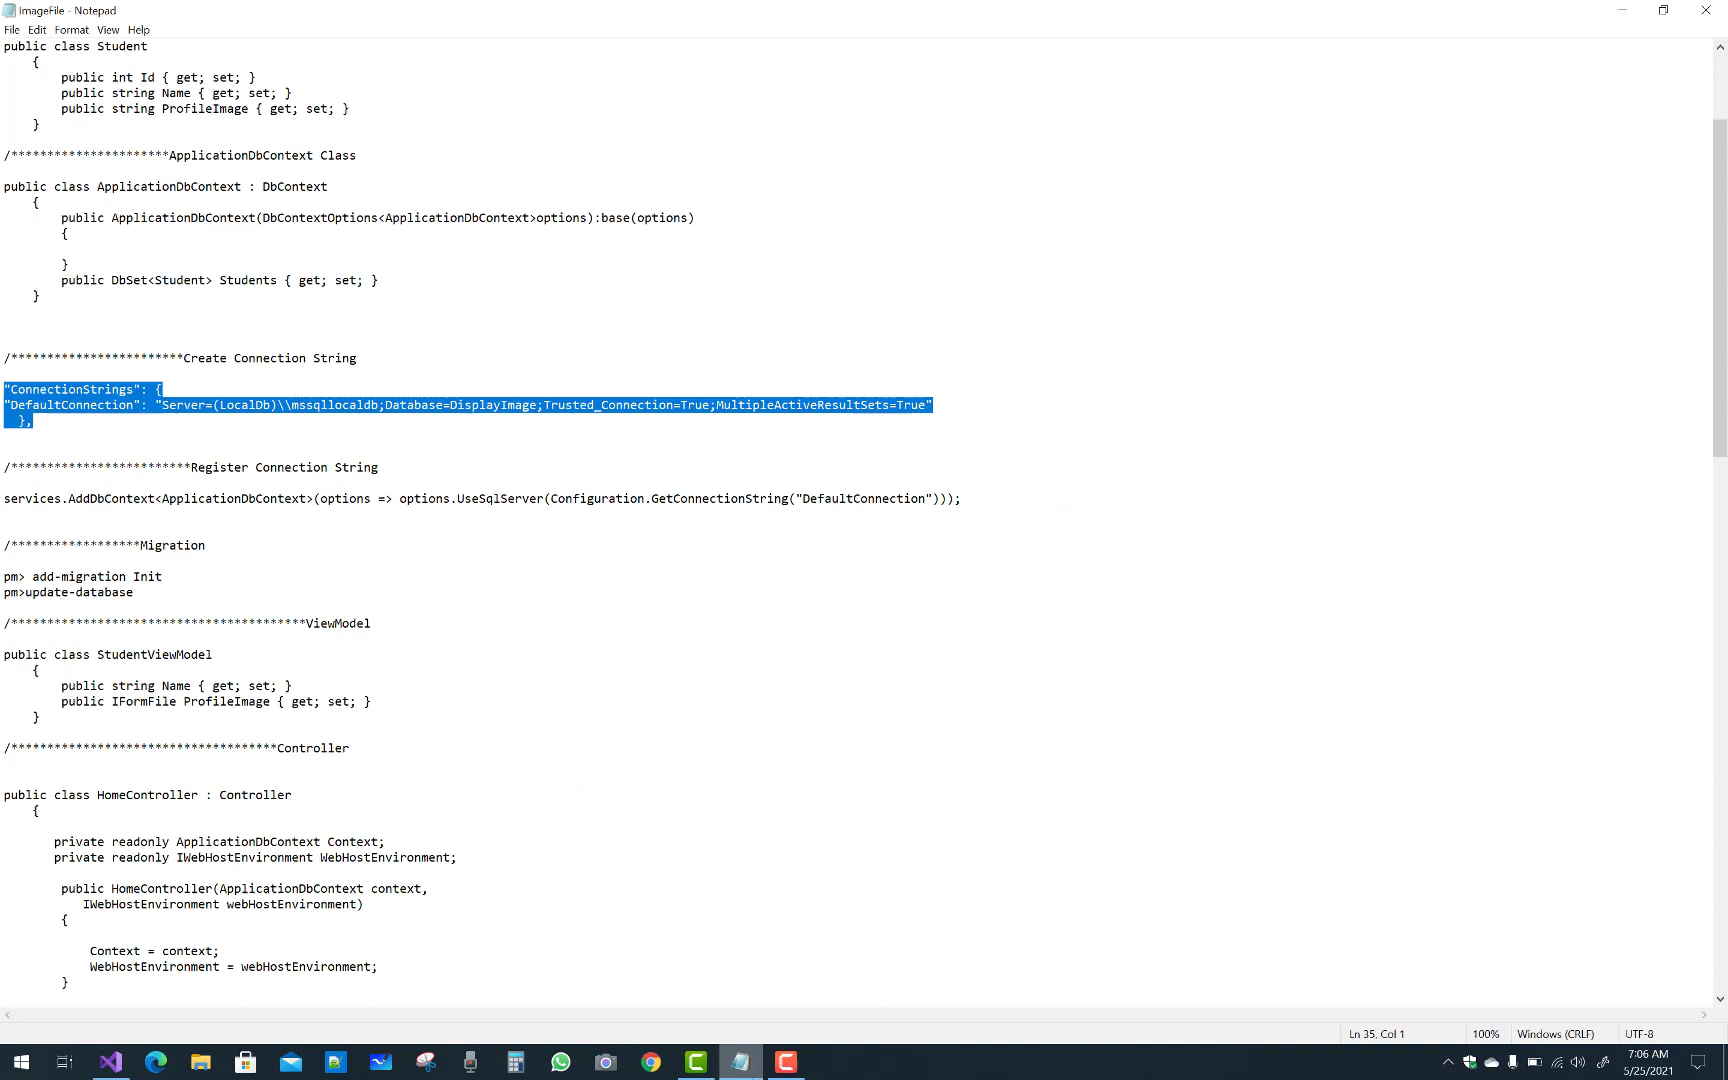 ImageFile - Notepad
File Edit Format View Help
public class Student
{
public int Id { get; set; }
public string Name { get; set; }
public string ProfileImage { get; set; }
}
/**********************ApplicationDbContext Class
public class ApplicationDbContext : DbContext
{
public ApplicationDbContext(DbContextOptions<ApplicationDbContext>options):base(options)
{
}
public DbSet<Student> Students { get; set; }
}
/************************Create Connection String
"ConnectionStrings": {
"DefaultConnection": "Server=(LocalDb)\\mssqllocaldb;Database=DisplayImage;Trusted_Connection=True;MultipleActiveResultSets=True"
},
/*************************Register Connection String
services.AddDbContext<ApplicationDbContext>(options => options.UseSqlServer(Configuration.GetConnectionString("DefaultConnection")));
/******************Migration
pm> add-migration Init
pm>update-database
/*****************************************ViewModel
public class StudentViewModel
{
public string Name { get; set; }
public IFormFile ProfileImage { get; set; }
}
/*************************************Controller
public class HomeController : Controller
{
private readonly ApplicationDbContext Context;
private readonly IWebHostEnvironment WebHostEnvironment;
public HomeController(ApplicationDbContext context,
IWebHostEnvironment webHostEnvironment)
{
Context = context;
WebHostEnvironment = webHostEnvironment;
}
Ln 35, Col 1 100% Windows (CRLF) UTF-8
7:06 AM
5/25/2021